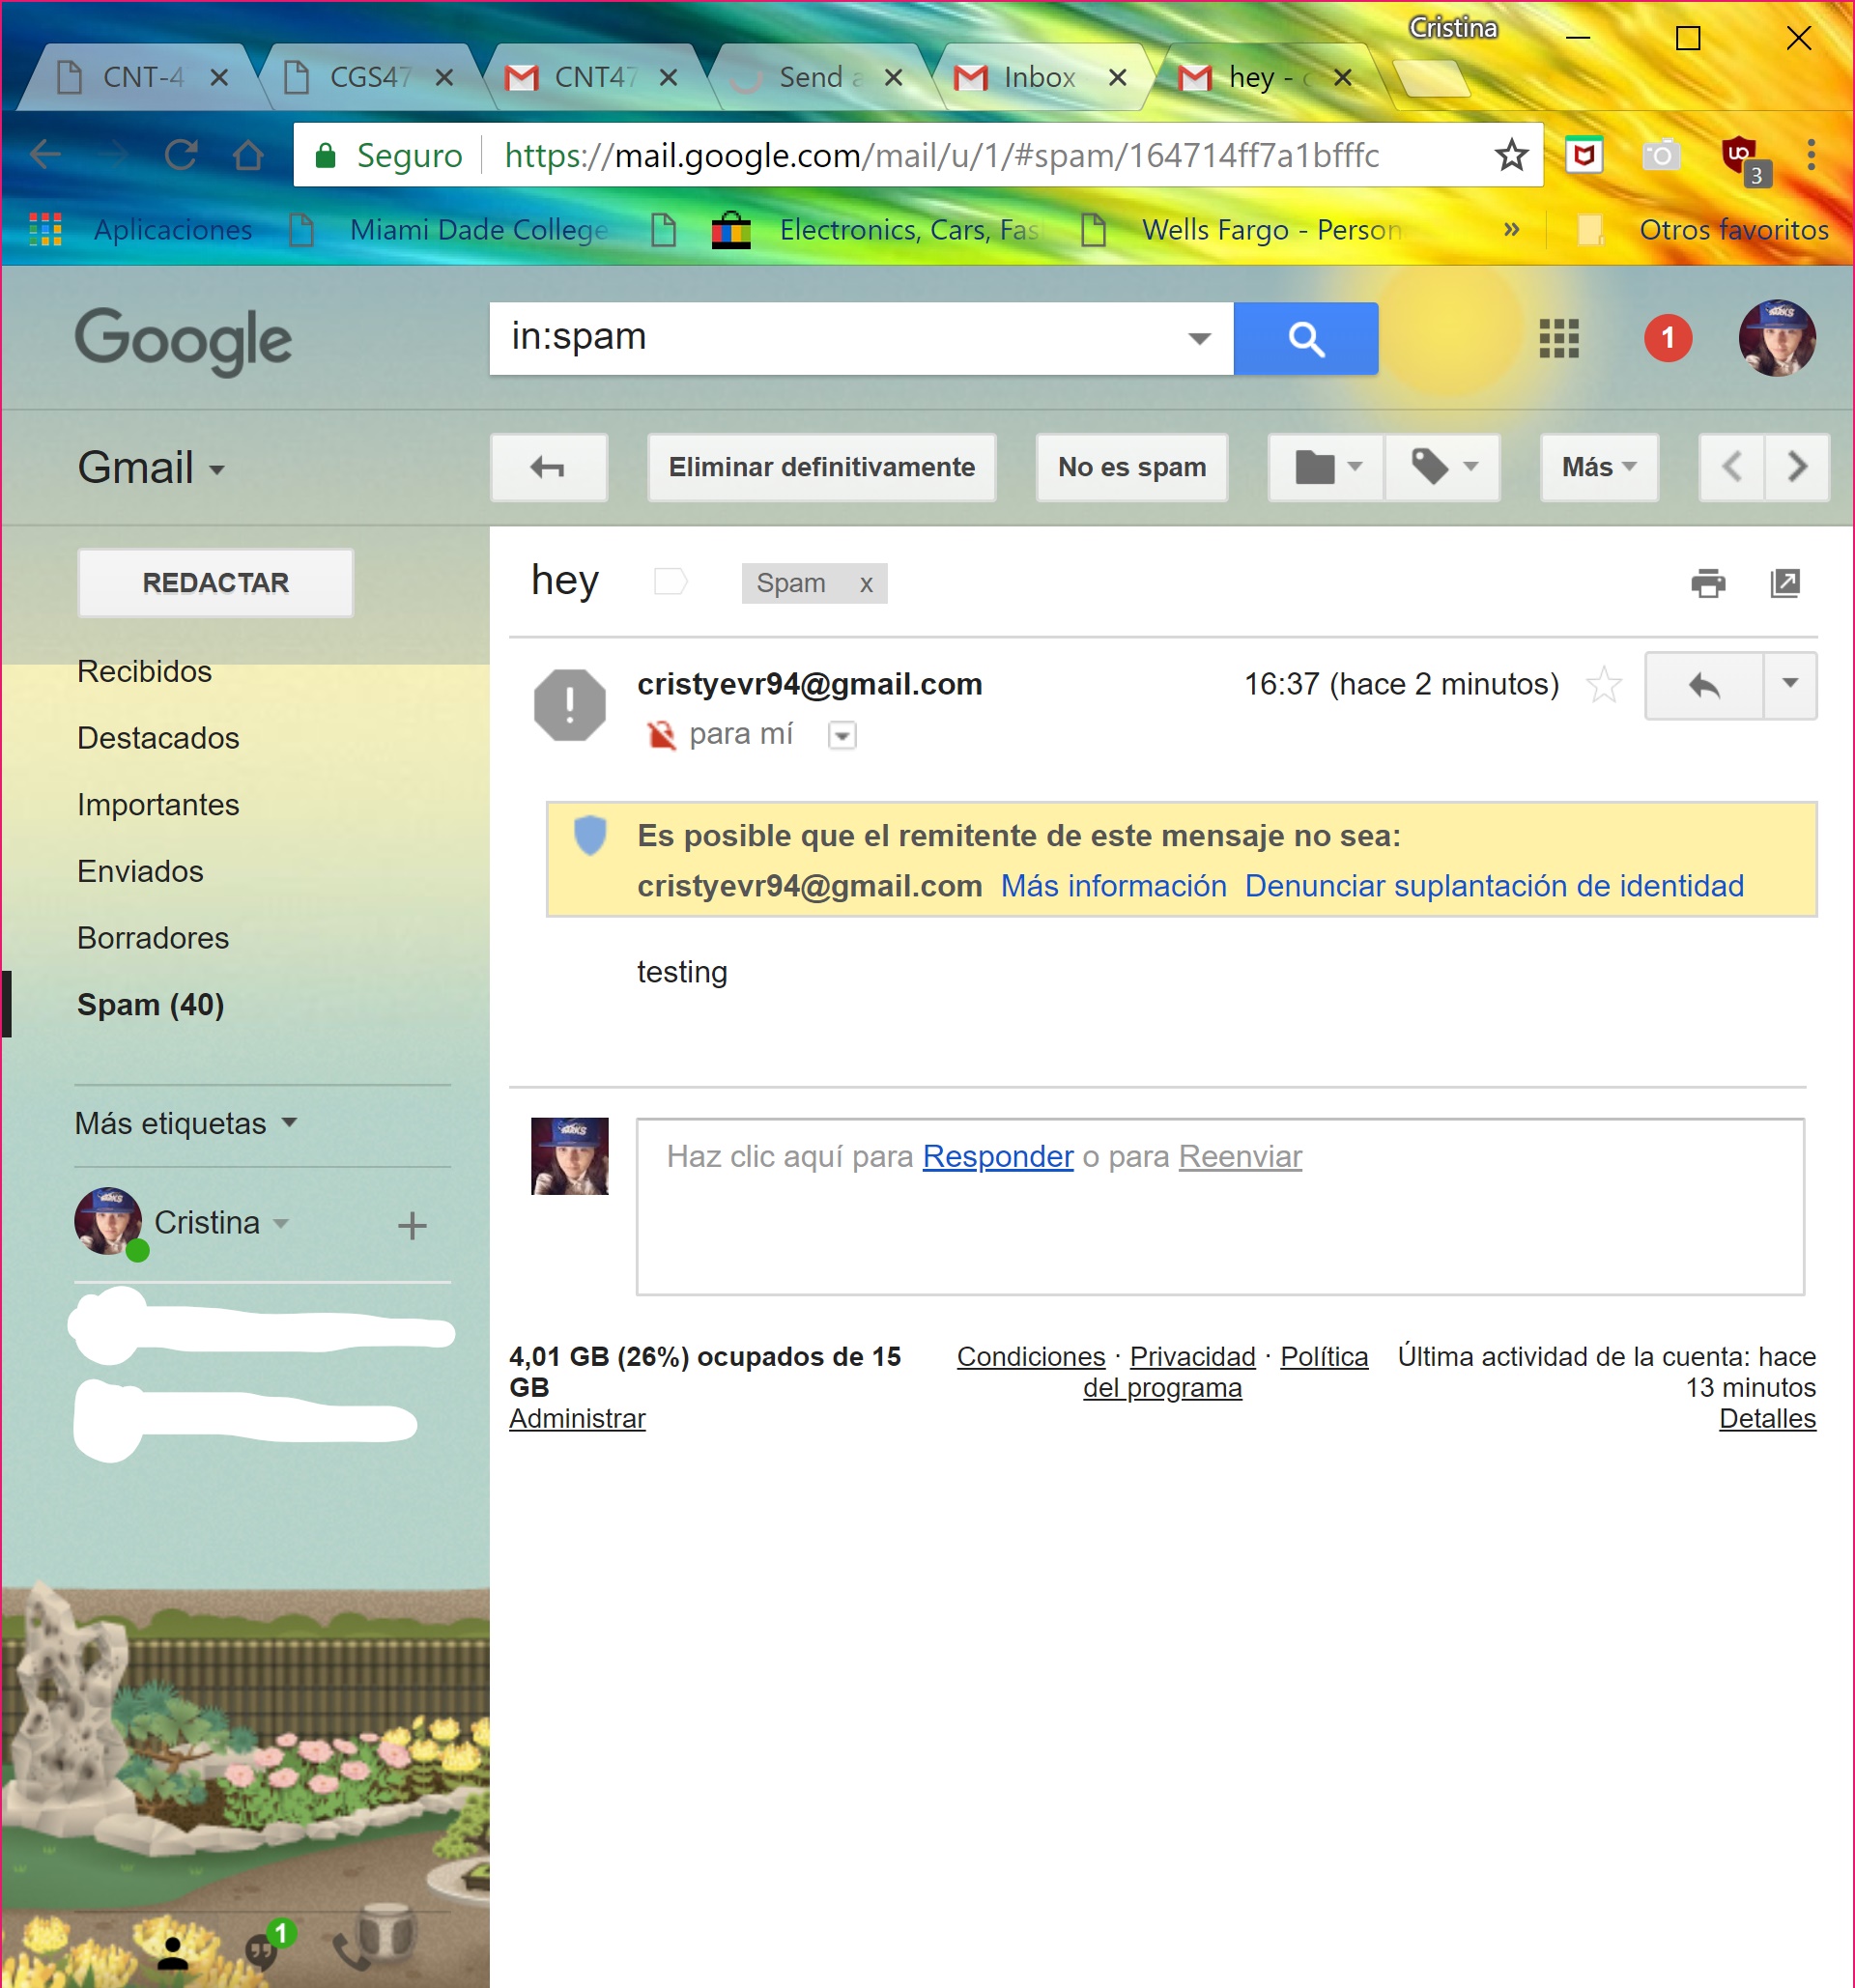 Cristina
CNT-4
CGS47
CNT47
Send a
Inbox
hey - c
Seguro
https://mail.google.com/mail/u/1/#spam/164714ff7a1bfffc
3
Aplicaciones
Miami Dade College
Electronics, Cars, Fas
Wells Fargo - Person
»
Otros favoritos
Google
in:spam
1
Gmail
Eliminar definitivamente
No es spam
Más
REDACTAR
hey
Spam x
Recibidos
Destacados
Importantes
Enviados
Borradores
Spam (40)
Más etiquetas
Cristina
cristyevr94@gmail.com
16:37 (hace 2 minutos)
para mí
Es posible que el remitente de este mensaje no sea:
cristyevr94@gmail.com Más información Denunciar suplantación de identidad
testing
Haz clic aquí para Responder o para Reenviar
4,01 GB (26%) ocupados de 15
GB
Administrar
Condiciones · Privacidad · Política
del programa
Última actividad de la cuenta: hace
13 minutos
Detalles
1